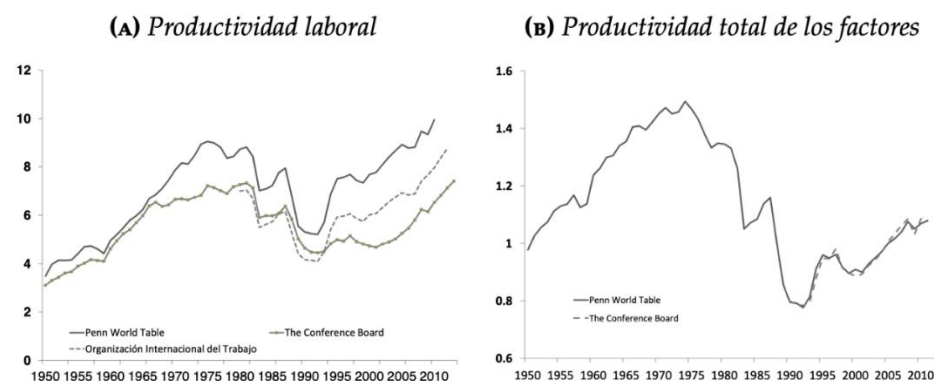 (A) Productividad laboral
12
10
8
6
4
2
0
Penn World Table
The Conference Board
Organización Internacional del Trabajo
1950 1955 1960 1965 1970 1975 1980 1985 1990 1995 2000 2005 2010
(B) Productividad total de los factores
1.6
1.4
1.2
1
0.8
0.6
Penn World Table
The Conference Board
1950 1955 1960 1965 1970 1975 1980 1985 1990 1995 2000 2005 2010